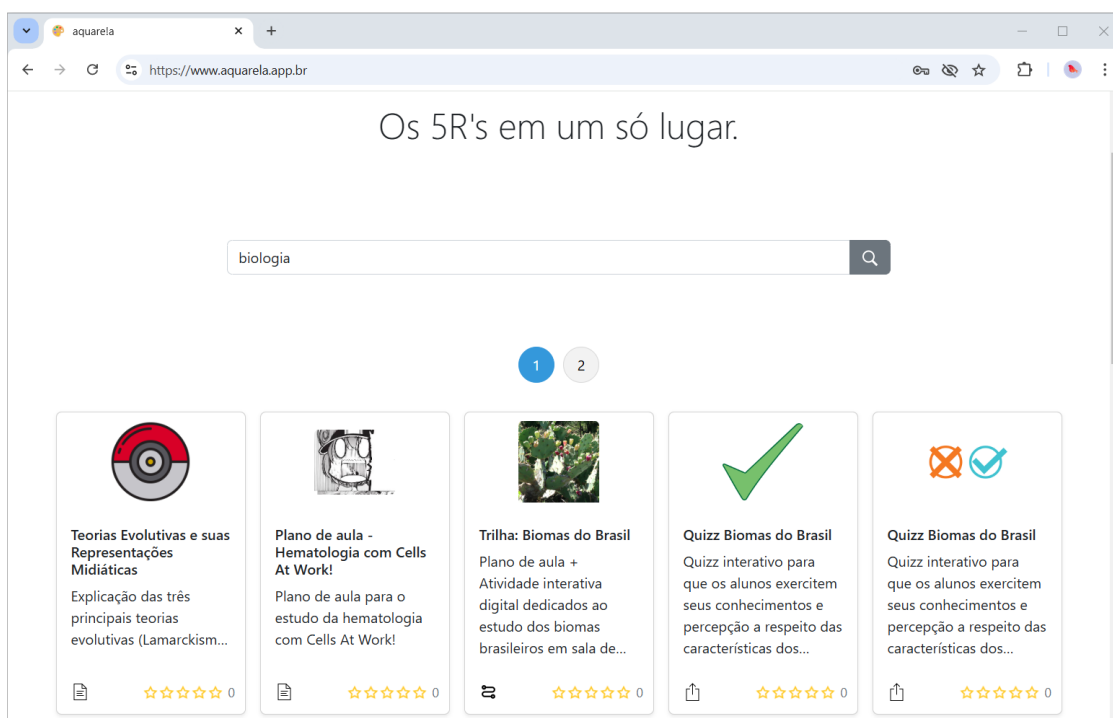 aquarela
https://www.aquarela.app.br
Os 5R's em um só lugar.
biologia
1
2
Teorias Evolutivas e suas
Representações
Midiáticas
Explicação das três
principais teorias
evolutivas (Lamarckism...
0
Plano de aula -
Hematologia com Cells
At Work!
Plano de aula para o
estudo da hematologia
com Cells At Work!
0
Trilha: Biomas do Brasil
Plano de aula +
Atividade interativa
digital dedicados ao
estudo dos biomas
brasileiros em sala de...
0
Quizz Biomas do Brasil
Quizz interativo para
que os alunos exercitem
seus conhecimentos e
percepção a respeito das
características dos...
0
Quizz Biomas do Brasil
Quizz interativo para
que os alunos exercitem
seus conhecimentos e
percepção a respeito das
características dos...
0